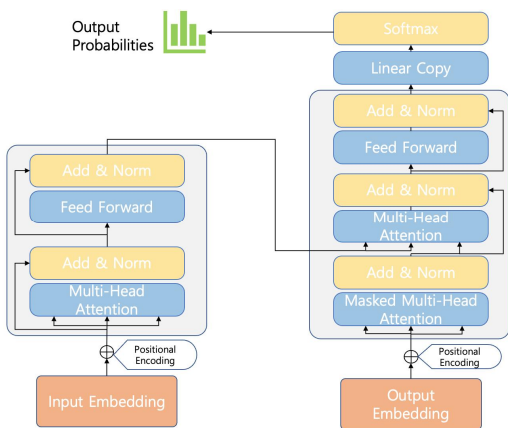 Output
Probabilities
Softmax
Linear Copy
Add & Norm
Feed Forward
Add & Norm
Multi-Head
Attention
Add & Norm
Masked Multi-Head
Attention
Positional
Encoding
Output
Embedding
Add & Norm
Feed Forward
Add & Norm
Multi-Head
Attention
Positional
Encoding
Input Embedding